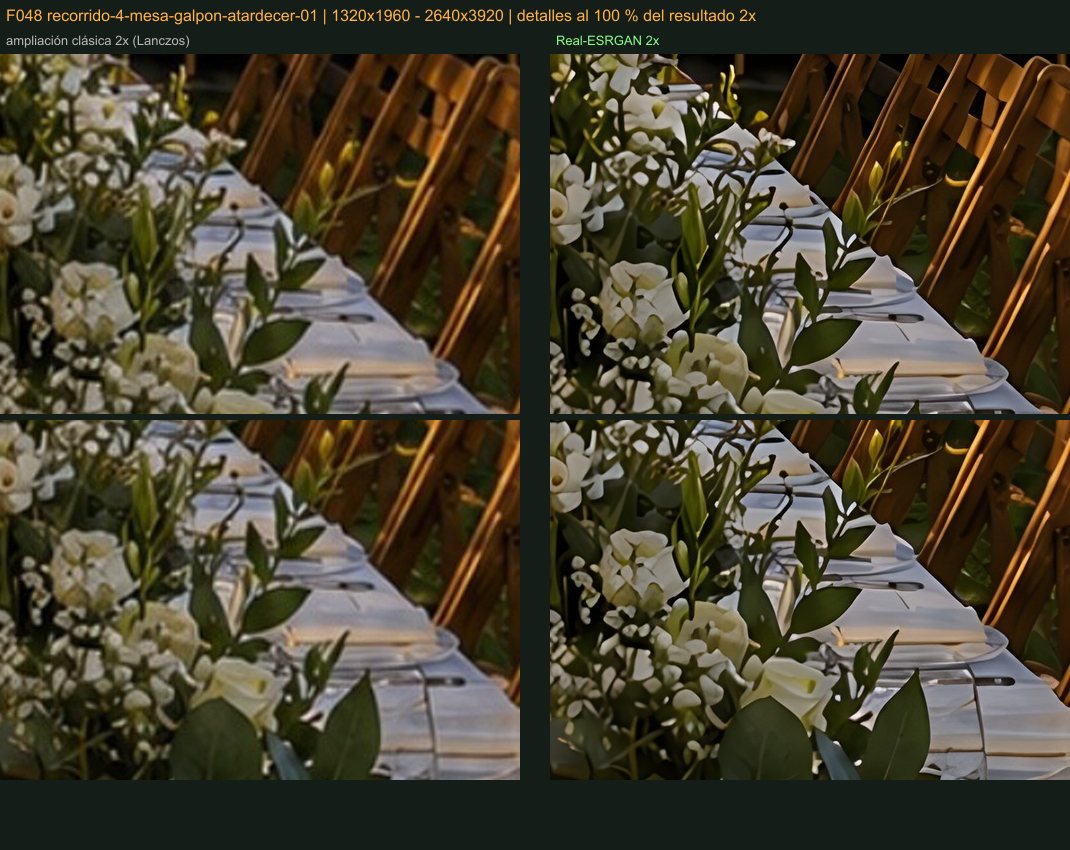 F048 recorrido-4-mesa-galpon-atardecer-01 | 1320x1960 - 2640x3920 | detalles al 100 % del resultado 2x
ampliación clásica 2x (Lanczos)
Real-ESRGAN 2x